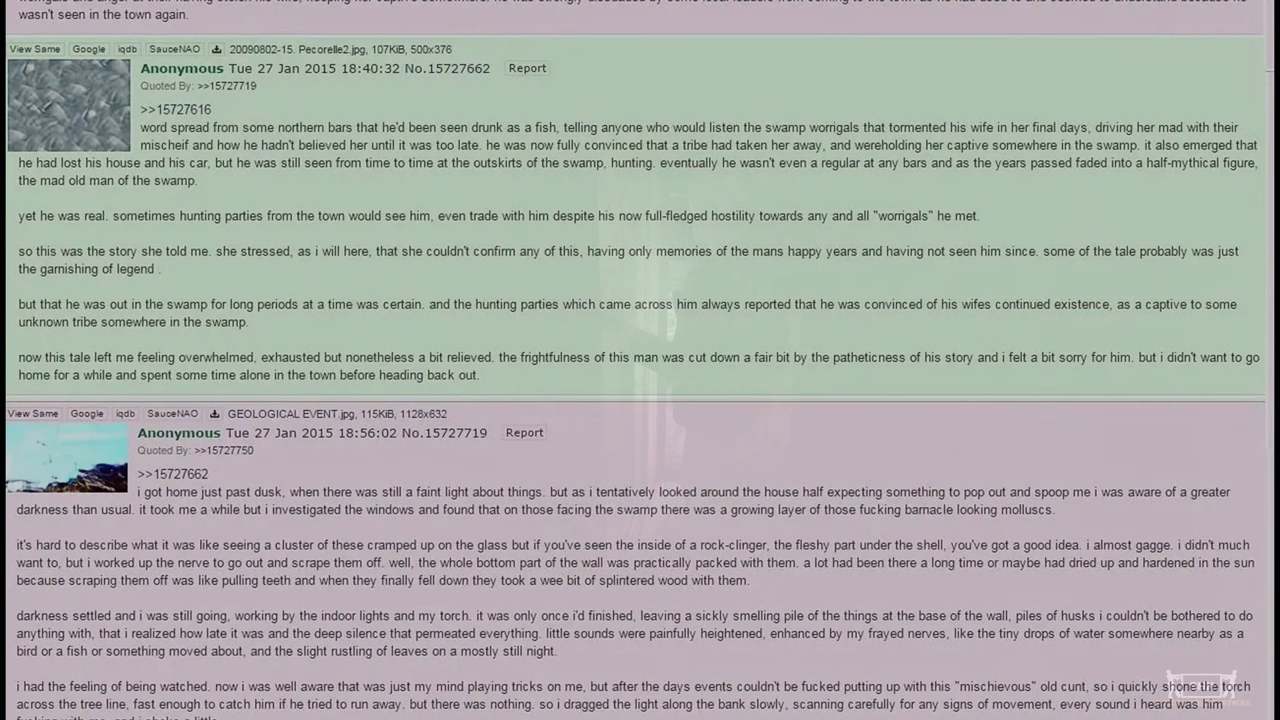 wasn't seen in the town again.
View Same Google iqdb SauceNAO 20090802-15. Pecorelle2.jpg, 107KiB, 500x376
Anonymous Tue 27 Jan 2015 18:40:32 No.15727662 Report
Quoted By: >>15727719
>>15727616
word spread from some northern bars that he'd been seen drunk as a fish, telling anyone who would listen the swamp worrigals that tormented his wife in her final days, driving her mad with their
mischeif and how he hadn't believed her until it was too late. he was now fully convinced that a tribe had taken her away, and wereholding her captive somewhere in the swamp. it also emerged that
he had lost his house and his car, but he was still seen from time to time at the outskirts of the swamp, hunting. eventually he wasn't even a regular at any bars and as the years passed faded into a half-mythical figure,
the mad old man of the swamp.
yet he was real. sometimes hunting parties from the town would see him, even trade with him despite his now full-fledged hostility towards any and all "worrigals" he met.
so this was the story she told me. she stressed, as i will here, that she couldn't confirm any of this, having only memories of the mans happy years and having not seen him since. some of the tale probably was just
the garnishing of legend .
but that he was out in the swamp for long periods at a time was certain. and the hunting parties which came across him always reported that he was convinced of his wifes continued existence, as a captive to some
unknown tribe somewhere in the swamp.
now this tale left me feeling overwhelmed, exhausted but nonetheless a bit relieved. the frightfulness of this man was cut down a fair bit by the patheticness of his story and i felt a bit sorry for him. but i didn't want to go
home for a while and spent some time alone in the town before heading back out.
View Same Google iqdb SauceNAO GEOLOGICAL EVENT.jpg, 115KiB, 1128x632
Anonymous Tue 27 Jan 2015 18:56:02 No.15727719 Report
Quoted By: >>15727750
>>15727662
i got home just past dusk, when there was still a faint light about things. but as i tentatively looked around the house half expecting something to pop out and spoop me i was aware of a greater
darkness than usual. it took me a while but i investigated the windows and found that on those facing the swamp there was a growing layer of those fucking barnacle looking molluscs.
it's hard to describe what it was like seeing a cluster of these cramped up on the glass but if you've seen the inside of a rock-clinger, the fleshy part under the shell, you've got a good idea. i almost gagge. i didn't much
want to, but i worked up the nerve to go out and scrape them off. well, the whole bottom part of the wall was practically packed with them. a lot had been there a long time or maybe had dried up and hardened in the sun
because scraping them off was like pulling teeth and when they finally fell down they took a wee bit of splintered wood with them.
darkness settled and i was still going, working by the indoor lights and my torch. it was only once i'd finished, leaving a sickly smelling pile of the things at the base of the wall, piles of husks i couldn't be bothered to do
anything with, that i realized how late it was and the deep silence that permeated everything. little sounds were painfully heightened, enhanced by my frayed nerves, like the tiny drops of water somewhere nearby as a
bird or a fish or something moved about, and the slight rustling of leaves on a mostly still night.
i had the feeling of being watched. now i was well aware that was just my mind playing tricks on me, but after the days events couldn't be fucked putting up with this "mischievous" old cunt, so i quickly shone the torch
across the tree line, fast enough to catch him if he tried to run away. but there was nothing. so i dragged the light along the bank slowly, scanning carefully for any signs of movement, every sound i heard was him